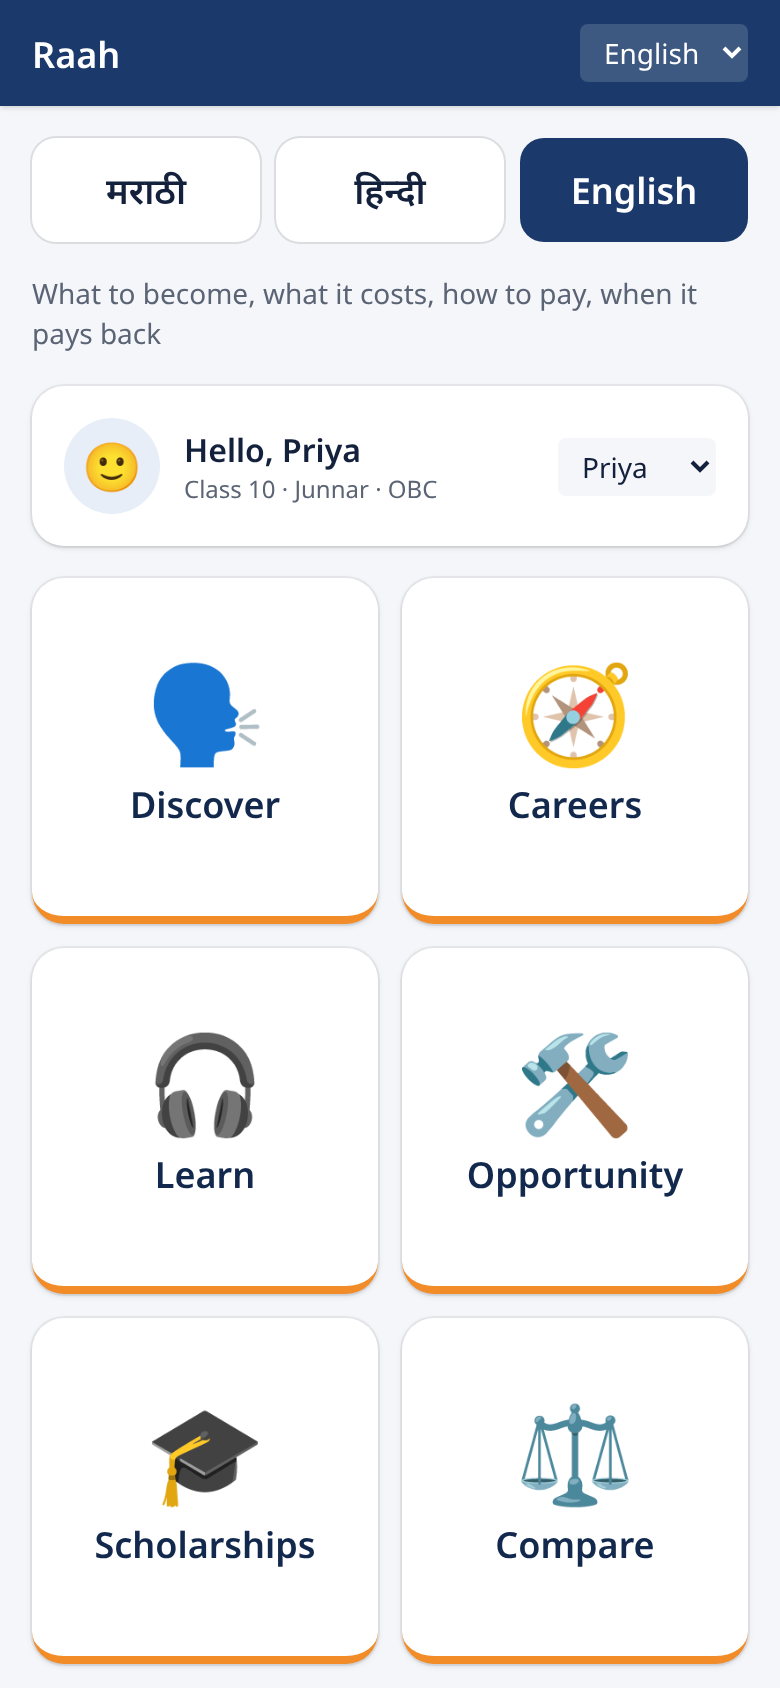 Raah
English
मराठी
हिन्दी
English
What to become, what it costs, how to pay, when it
pays back
Hello, Priya
Class 10 · Junnar · OBC
Priya
Discover
Careers
Learn
Opportunity
Scholarships
Compare